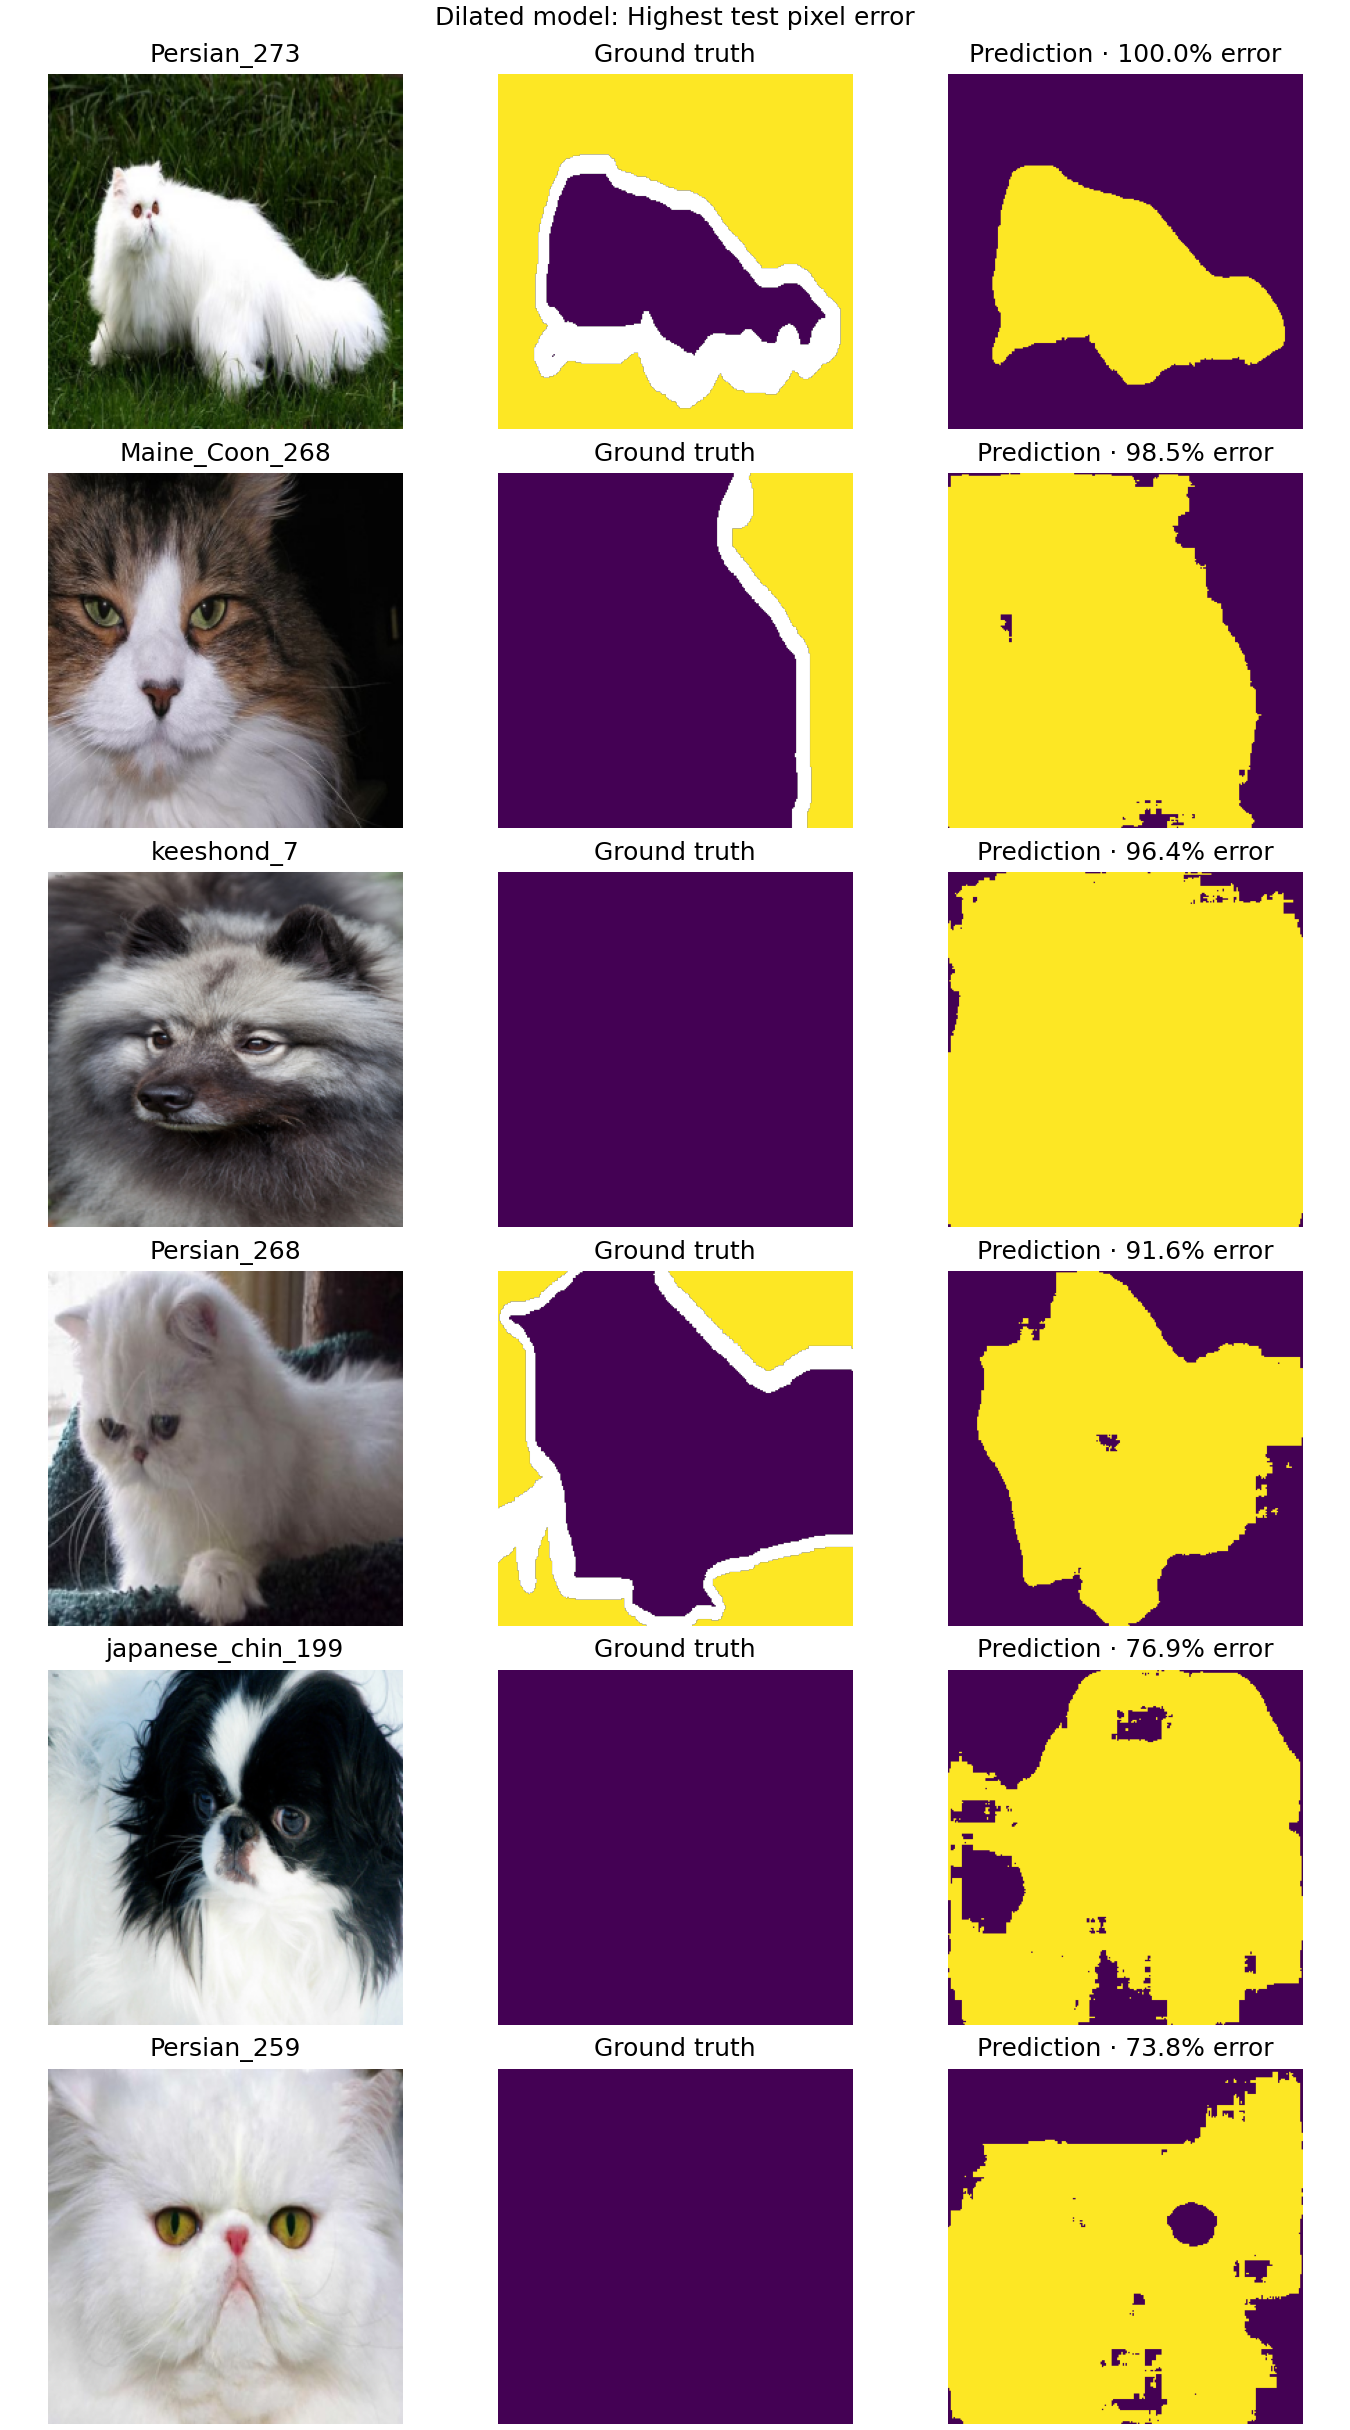 Dilated model: Highest test pixel error
Persian_273 Ground truth Prediction · 100.0% error
Maine_Coon_268 Ground truth Prediction · 98.5% error
keeshond_7 Ground truth Prediction · 96.4% error
Persian_268 Ground truth Prediction · 91.6% error
japanese_chin_199 Ground truth Prediction · 76.9% error
Persian_259 Ground truth Prediction · 73.8% error